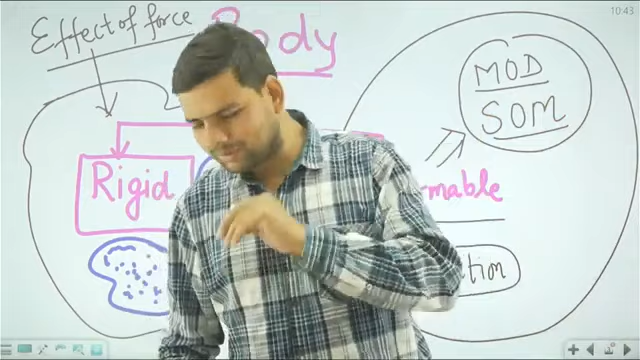 10:43
Effect of force
Body
MOD
SOM
Rigid
mable
tion